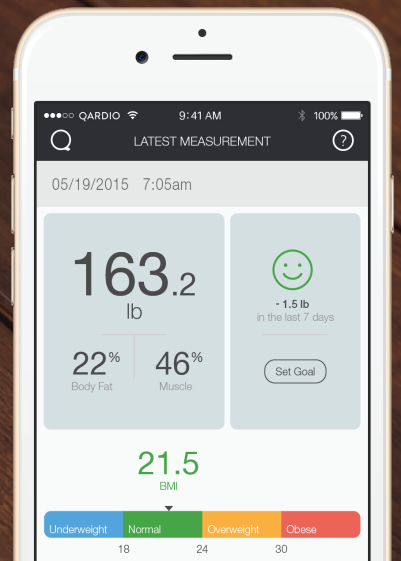 QARDIO 9:41 AM 100%
LATEST MEASUREMENT ?
05/19/2015 7:05am
163.2
lb
22% 46%
Body Fat Muscle
- 1.5 lb
in the last 7 days
Set Goal
21.5
BMI
Underweight Normal Overweight Obese
18 24 30